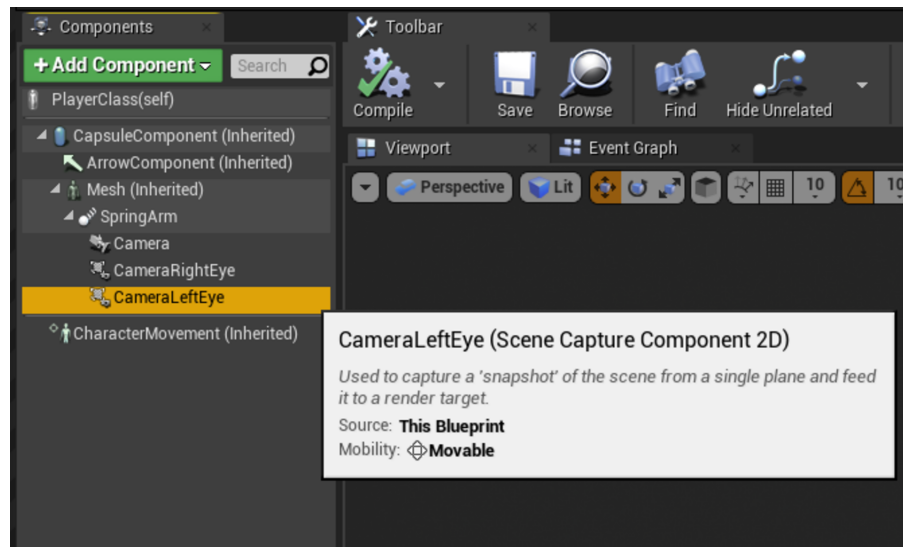 Components
+Add Component
Search
PlayerClass(self)
CapsuleComponent (Inherited)
ArrowComponent (Inherited)
Mesh (Inherited)
SpringArm
Camera
CameraRightEye
CameraLeftEye
CharacterMovement (Inherited)
Toolbar
Compile
Save
Browse
Find
Hide Unrelated
Viewport
Event Graph
Perspective
Lit
10
10
CameraLeftEye (Scene Capture Component 2D)
Used to capture a 'snapshot' of the scene from a single plane and feed
it to a render target.
Source: This Blueprint
Mobility: Movable